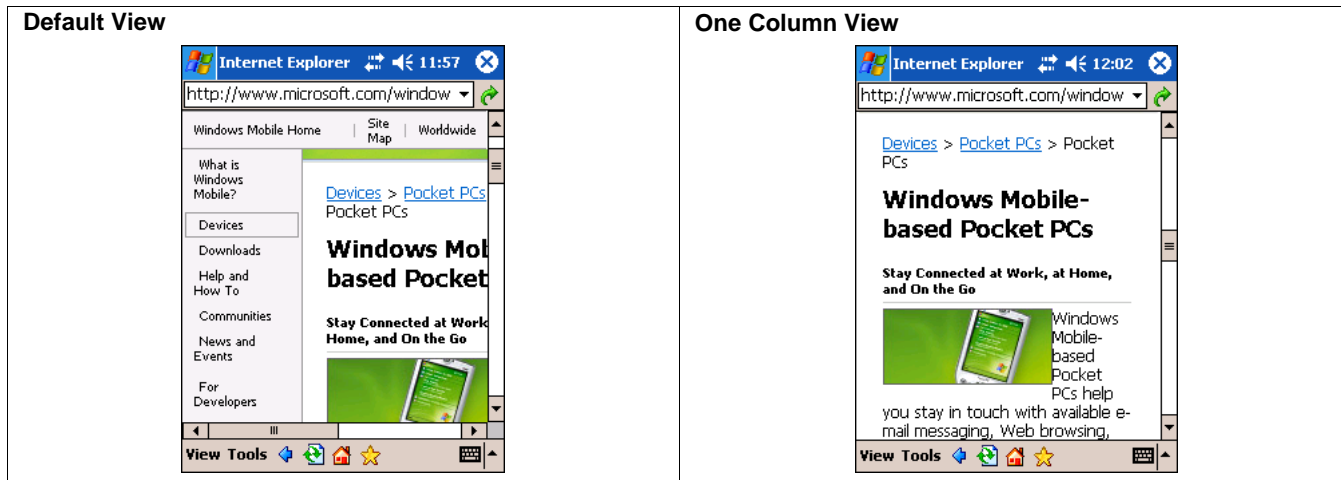 Default View
Internet Explorer 11:57
http://www.microsoft.com/window
Windows Mobile Home | Site Map | Worldwide
What is
Windows
Mobile?
Devices
Downloads
Help and
How To
Communities
News and
Events
For
Developers
Devices > Pocket PCs
Pocket PCs
Windows Mob
based Pocket
Stay Connected at Work
Home, and On the Go
View Tools
One Column View
Internet Explorer 12:02
http://www.microsoft.com/window
Devices > Pocket PCs > Pocket
PCs
Windows Mobile-
based Pocket PCs
Stay Connected at Work, at Home,
and On the Go
Windows
Mobile-
based
Pocket
PCs help
you stay in touch with available e-
mail messaging, Web browsing,
View Tools